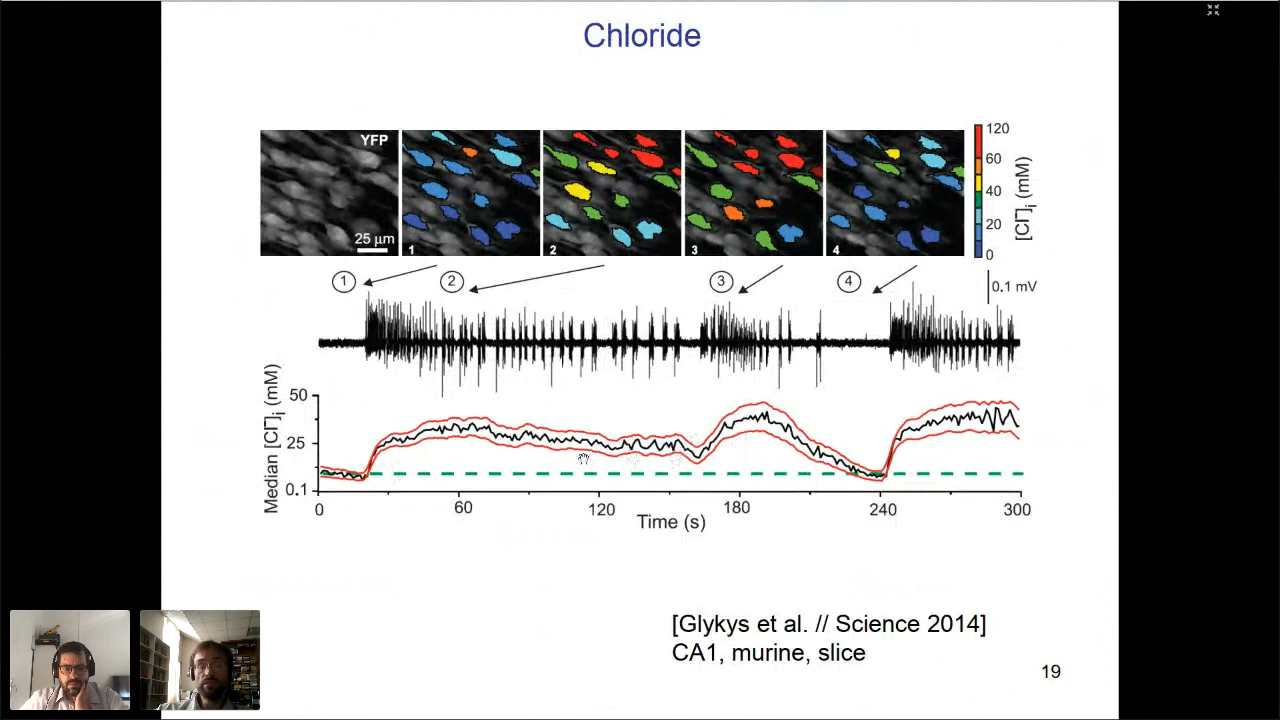 Chloride
YFP
25 μm
1
2
3
4
120
60
40
20
0
[Cl⁻]ᵢ (mM)
1
2
3
4
0.1 mV
Median [Cl⁻]ᵢ (mM)
50
25
0.1
0
60
120
180
240
300
Time (s)
[Glykys et al. // Science 2014]
CA1, murine, slice
19